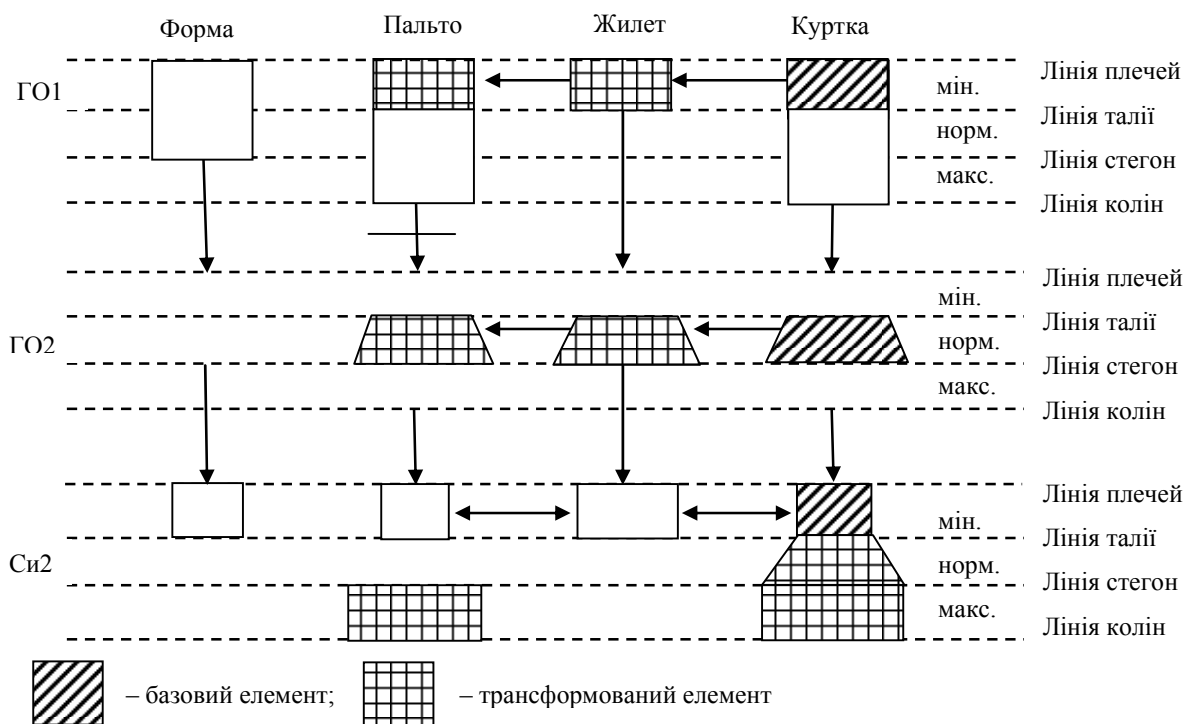 Форма Пальто Жилет Куртка
ГО1
мін.
норм.
макс.
Лінія плечей
Лінія талії
Лінія стегон
Лінія колін
ГО2
мін.
норм.
макс.
Лінія плечей
Лінія талії
Лінія стегон
Лінія колін
Си2
мін.
норм.
макс.
Лінія плечей
Лінія талії
Лінія стегон
Лінія колін
– базовий елемент; – трансформований елемент